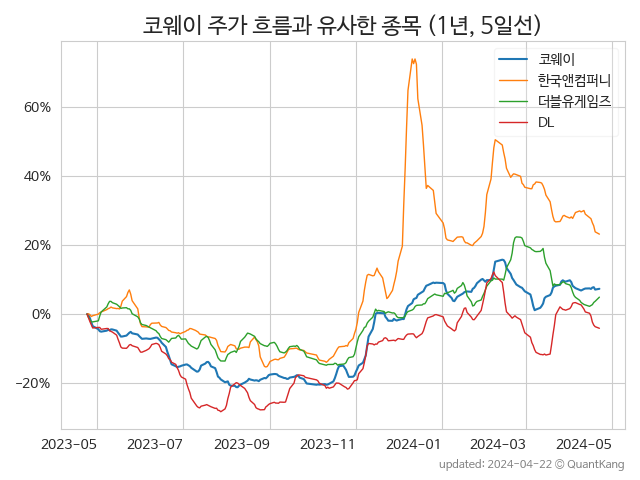 코웨이 주가 흐름과 유사한 종목 (1년, 5일선)
코웨이
한국앤컴퍼니
더블유게임즈
DL
60%
40%
20%
0%
−20%
2023-05 2023-07 2023-09 2023-11 2024-01 2024-03 2024-05
updated: 2024-04-22 © QuantKang